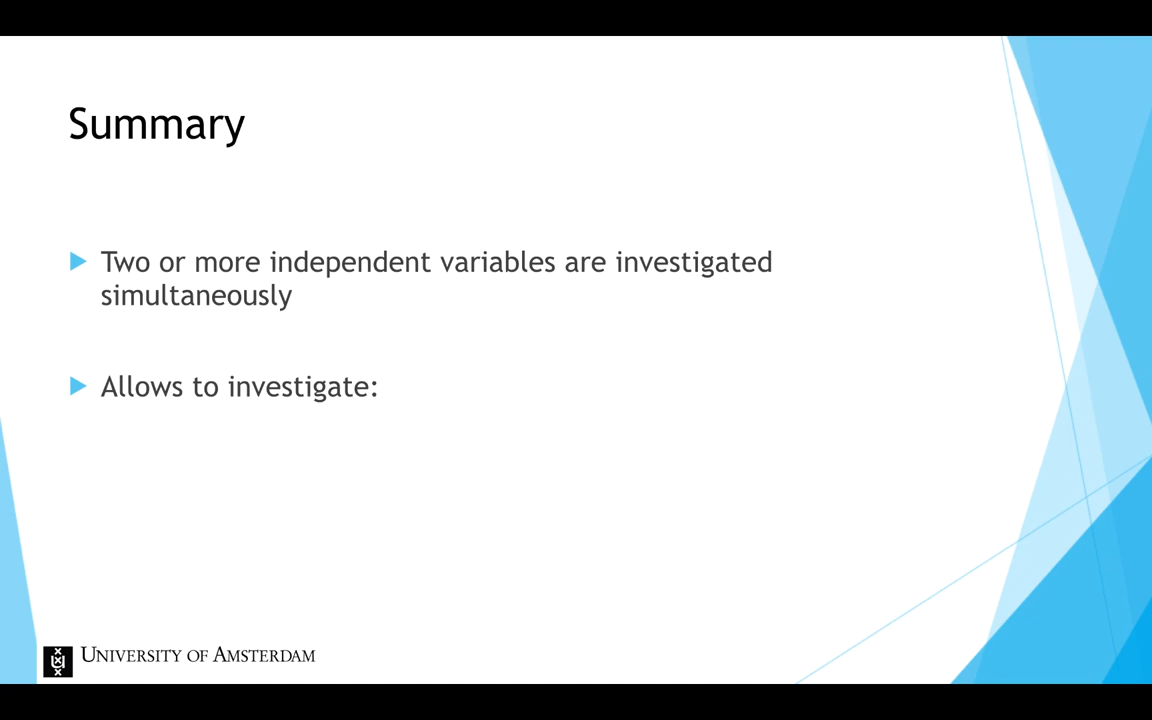 Summary
Two or more independent variables are investigated
simultaneously
Allows to investigate:
UNIVERSITY OF AMSTERDAM